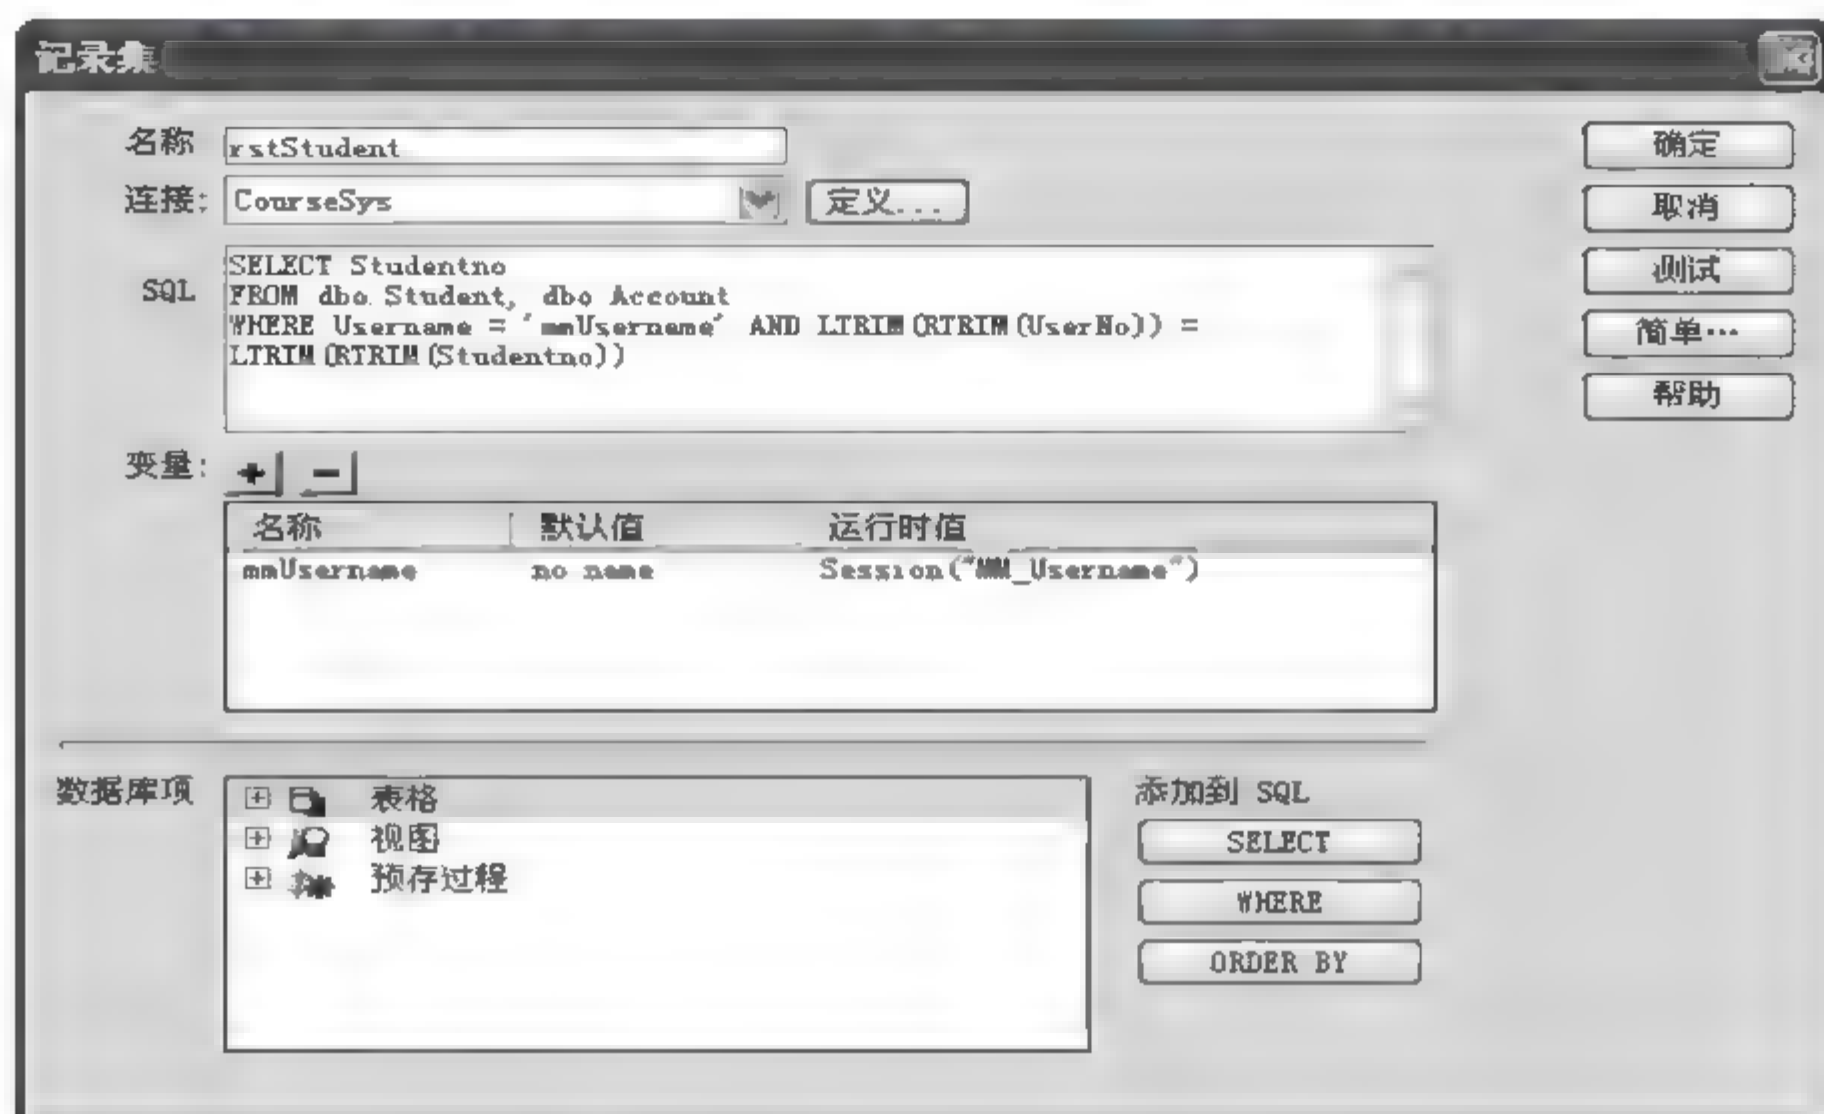 记录集
名称 rstStudent
连接: CourseSys 定义...
SQL
SELECT Studentno
FROM dbo.Student, dbo.Account
WHERE Username = 'mmUsername' AND LTRIM(RTRIM(UserNo)) =
LTRIM(RTRIM(Studentno))
变量: + -
名称 默认值 运行时值
mmUsername no name Session("MM_Username")
数据库项
表格
视图
预存过程
添加到 SQL
SELECT
WHERE
ORDER BY
确定
取消
测试
简单...
帮助